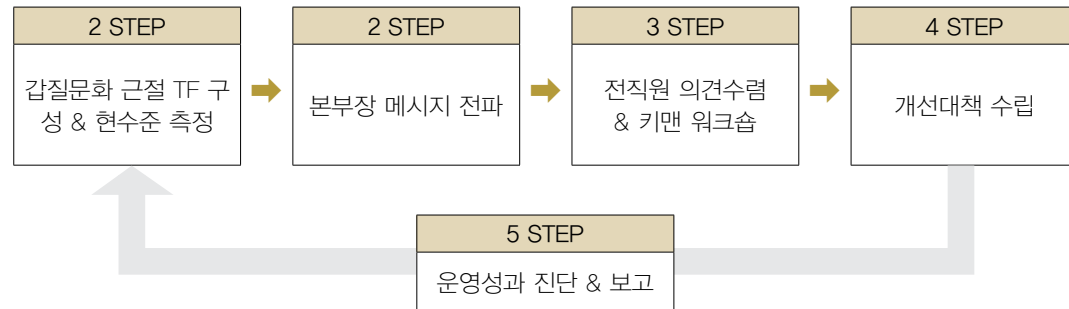 2 STEP
갑질문화 근절 TF 구
성 & 현수준 측정
2 STEP
본부장 메시지 전파
3 STEP
전직원 의견수렴
& 키맨 워크숍
4 STEP
개선대책 수립
5 STEP
운영성과 진단 & 보고